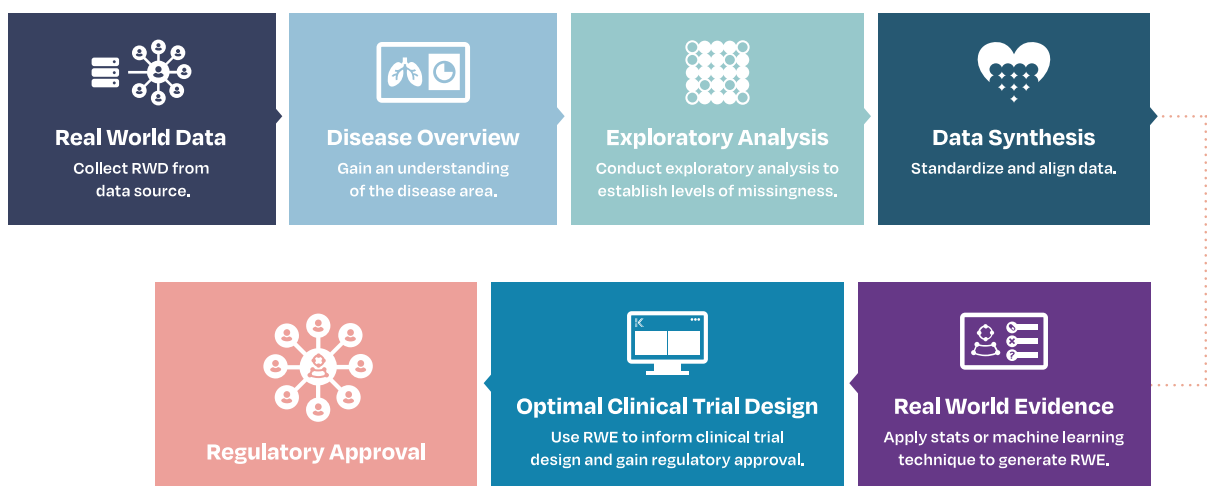 Real World Data
Collect RWD from
data source.
Disease Overview
Gain an understanding
of the disease area.
Exploratory Analysis
Conduct exploratory analysis to
establish levels of missingness.
Data Synthesis
Standardize and align data.
Real World Evidence
Apply stats or machine learning
technique to generate RWE.
Optimal Clinical Trial Design
Use RWE to inform clinical trial
design and gain regulatory approval.
Regulatory Approval